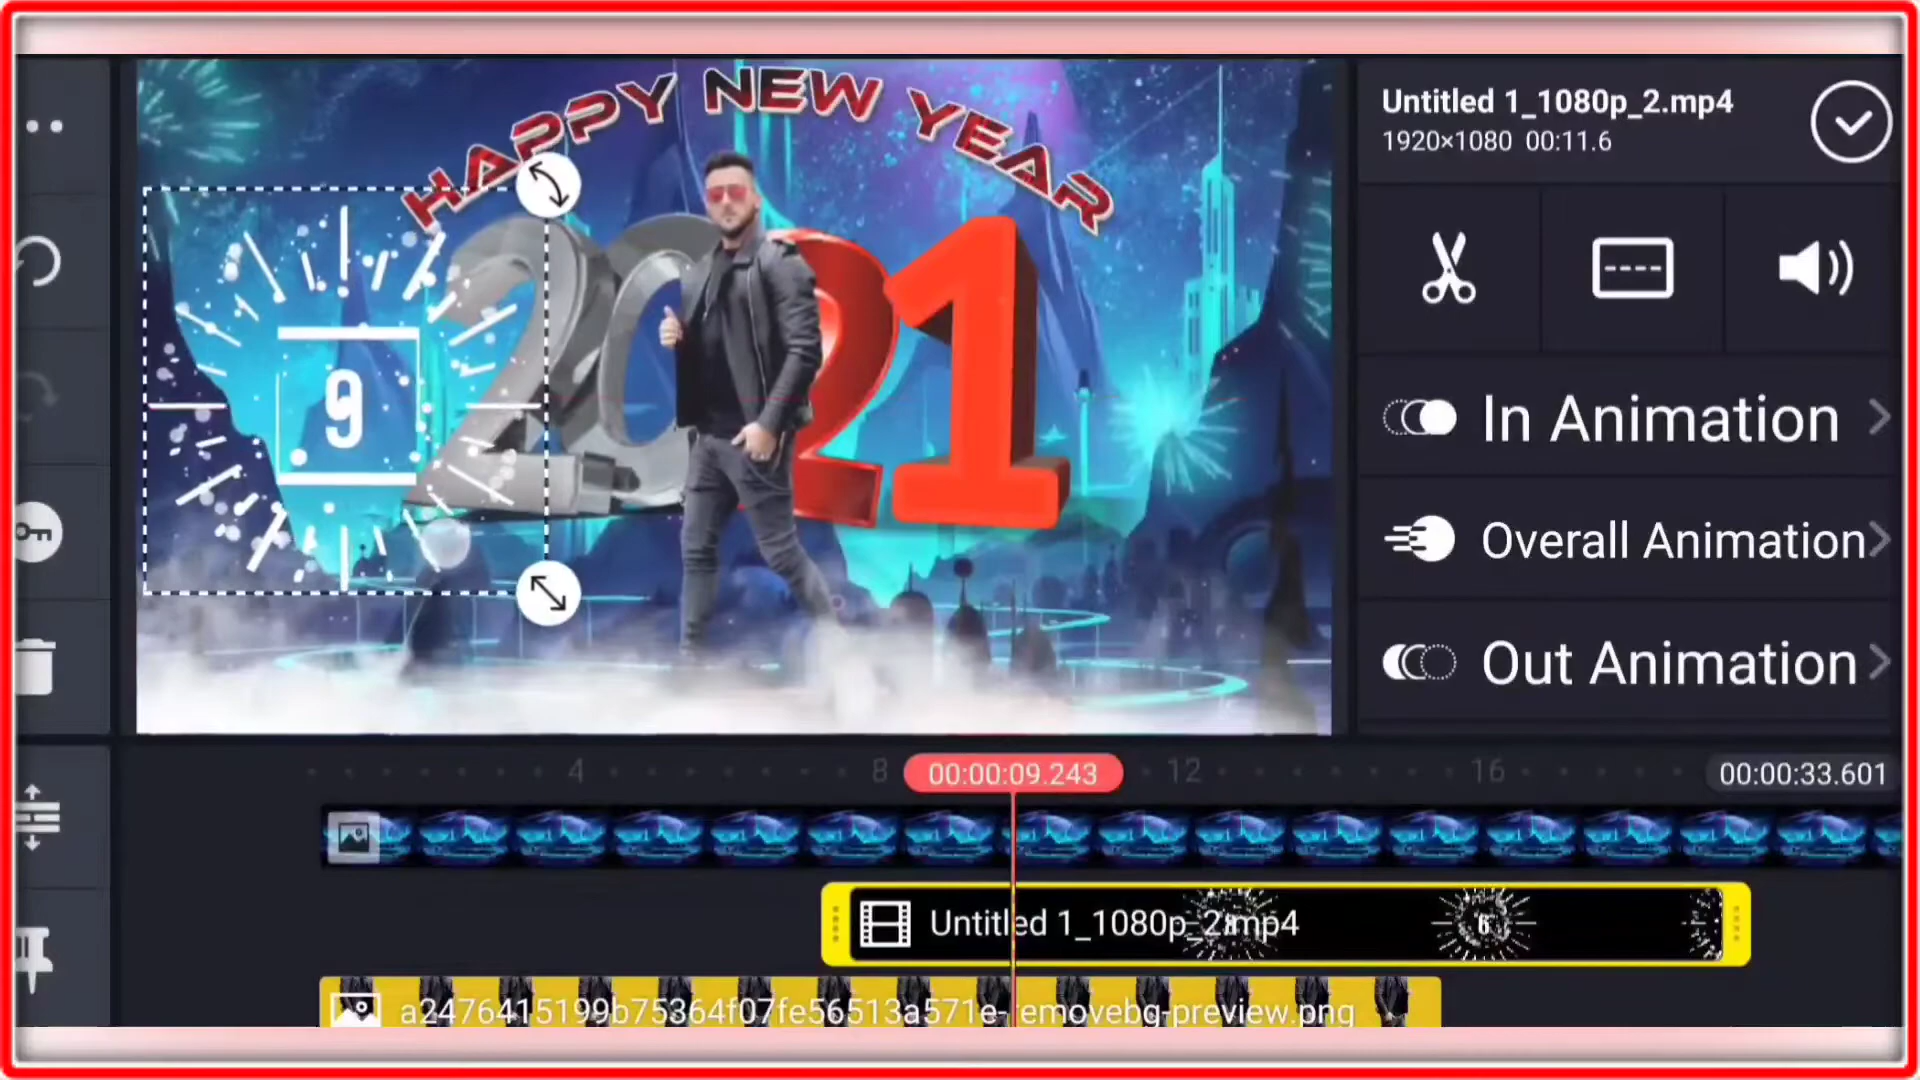 HAPPY NEW YEAR
2021
9
Untitled 1_1080p_2.mp4
1920×1080 00:11.6
In Animation
Overall Animation
Out Animation
4
8
00:00:09.243
12
16
00:00:33.601
Untitled 1_1080p_2.mp4
6
a2476415199b75364f07fe56513a571e-removebg-preview.png